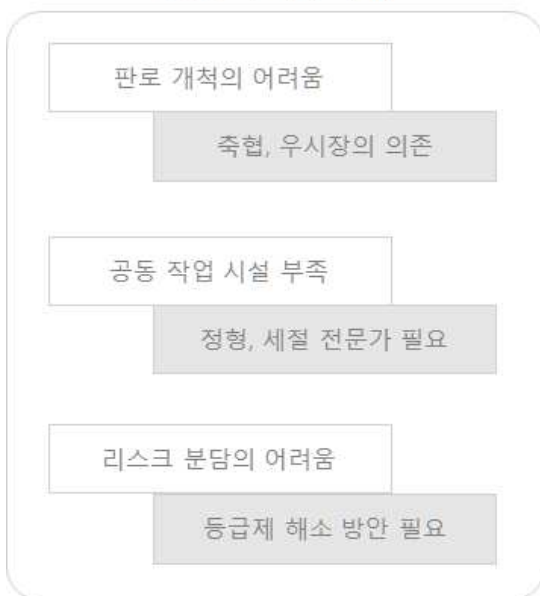 판로 개척의 어려움
축협, 우시장의 의존
공동 작업 시설 부족
정형, 세절 전문가 필요
리스크 분담의 어려움
등급제 해소 방안 필요